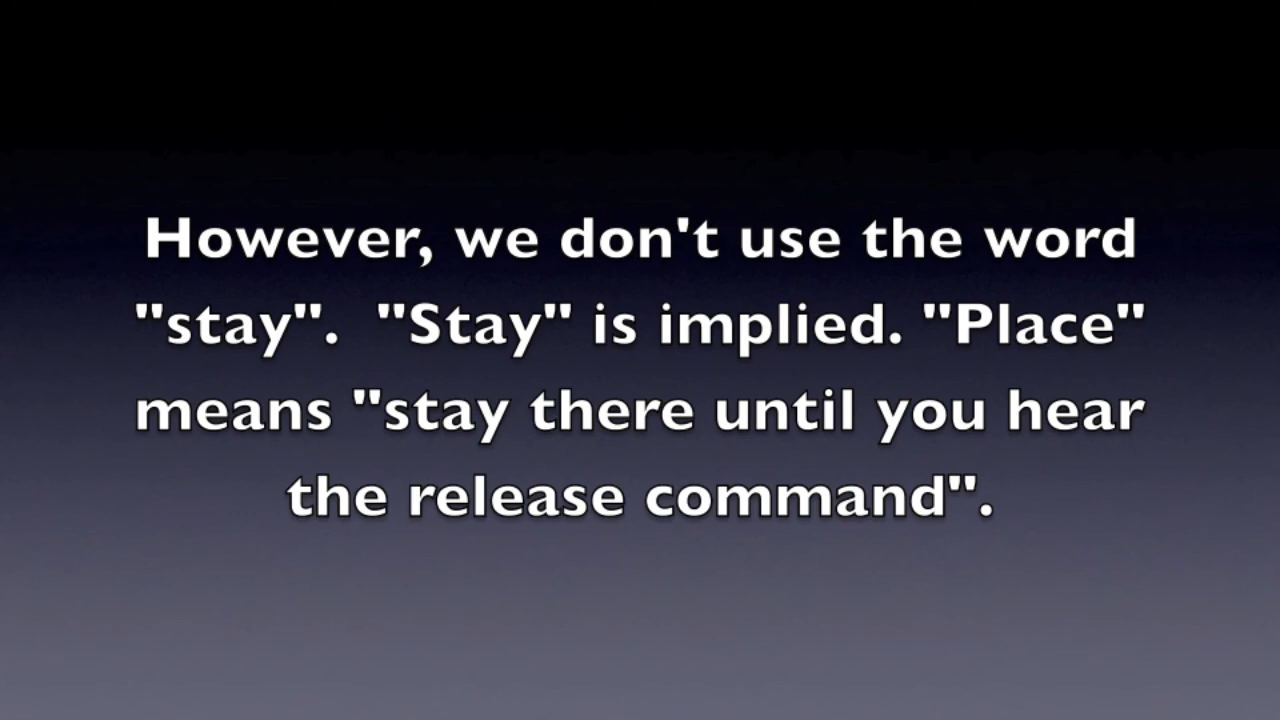 However, we don't use the word
"stay".  "Stay" is implied. "Place"
means "stay there until you hear
the release command".